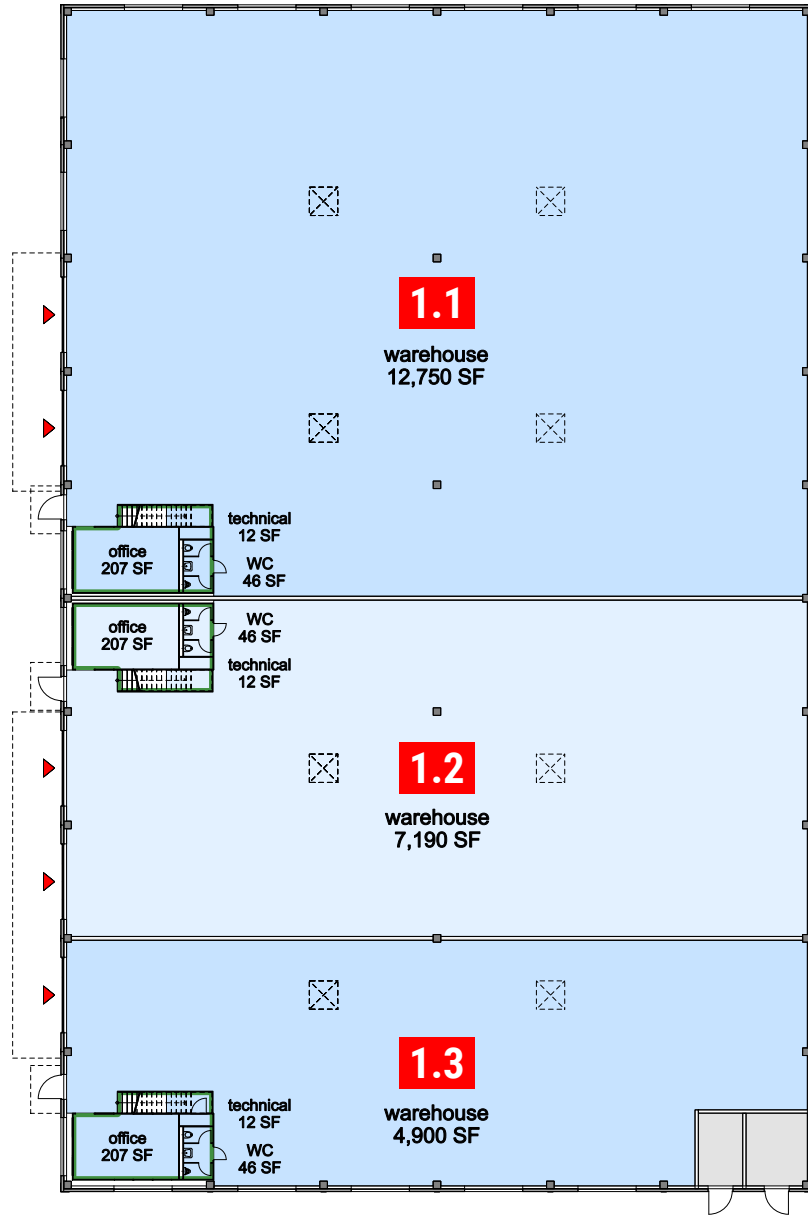 1.1
warehouse
12,750 SF
technical
12 SF
office
207 SF
WC
46 SF
office
207 SF
WC
46 SF
technical
12 SF
1.2
warehouse
7,190 SF
1.3
warehouse
4,900 SF
technical
12 SF
office
207 SF
WC
46 SF